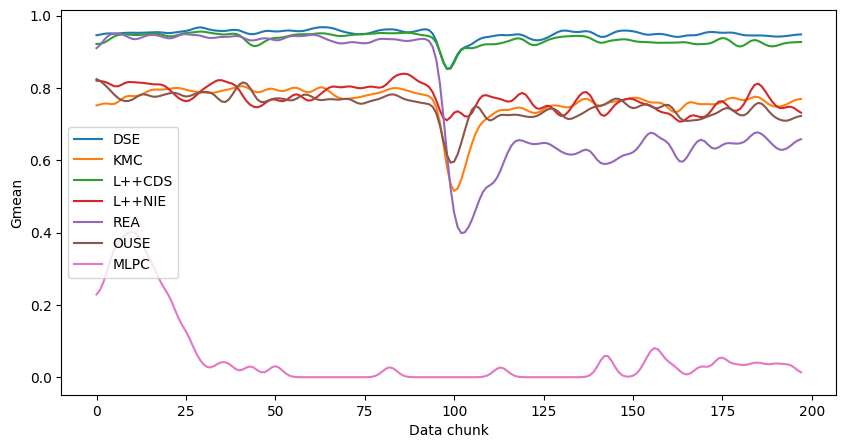 1.0
0.8
0.6
0.4
0.2
0.0
Gmean
DSE
KMC
L++CDS
L++NIE
REA
OUSE
MLPC
0 25 50 75 100 125 150 175 200
Data chunk